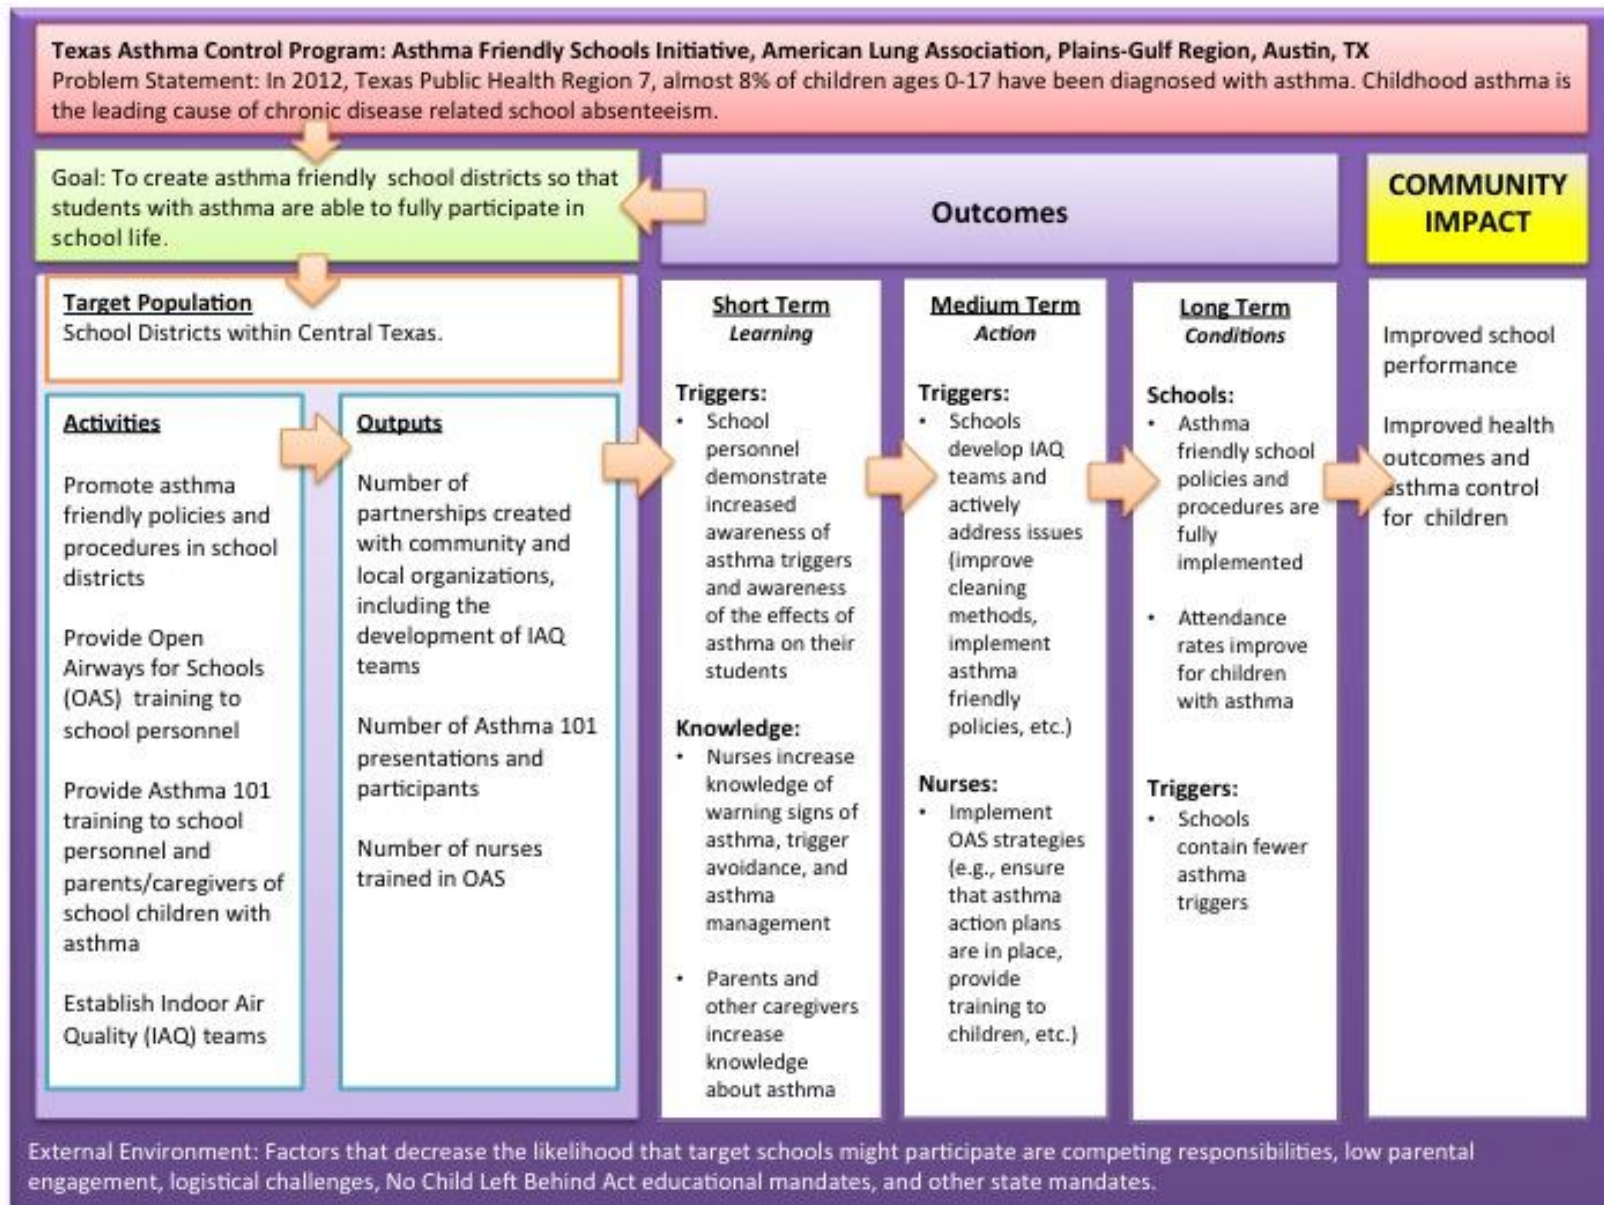 Texas Asthma Control Program: Asthma Friendly Schools Initiative, American Lung Association, Plains-Gulf Region, Austin, TX
Problem Statement: In 2012, Texas Public Health Region 7, almost 8% of children ages 0-17 have been diagnosed with asthma. Childhood asthma is
the leading cause of chronic disease related school absenteeism.
Goal: To create asthma friendly school districts so that
students with asthma are able to fully participate in
school life.
Target Population
School Districts within Central Texas.
Activities
Promote asthma
friendly policies and
procedures in school
districts
Provide Open
Airways for Schools
(OAS) training to
school personnel
Provide Asthma 101
training to school
personnel and
parents/caregivers of
school children with
asthma
Establish Indoor Air
Quality (IAQ) teams
Outputs
Number of
partnerships created
with community and
local organizations,
including the
development of IAQ
teams
Number of Asthma 101
presentations and
participants
Number of nurses
trained in OAS
Outcomes
Short Term
Learning
Triggers:
• School
personnel
demonstrate
increased
awareness of
asthma triggers
and awareness
of the effects of
asthma on their
students
Knowledge:
• Nurses increase
knowledge of
warning signs of
asthma, trigger
avoidance, and
asthma
management
• Parents and
other caregivers
increase
knowledge
about asthma
Medium Term
Action
Triggers:
• Schools
develop IAQ
teams and
actively
address issues
(improve
cleaning
methods,
implement
asthma
friendly
policies, etc.)
Nurses:
• Implement
OAS strategies
(e.g., ensure
that asthma
action plans
are in place,
provide
training to
children, etc.)
Long Term
Conditions
Schools:
• Asthma
friendly school
policies and
procedures are
fully
implemented
• Attendance
rates improve
for children
with asthma
Triggers:
• Schools
contain fewer
asthma
triggers
COMMUNITY
IMPACT
Improved school
performance
Improved health
outcomes and
asthma control
for children
External Environment: Factors that decrease the likelihood that target schools might participate are competing responsibilities, low parental
engagement, logistical challenges, No Child Left Behind Act educational mandates, and other state mandates.